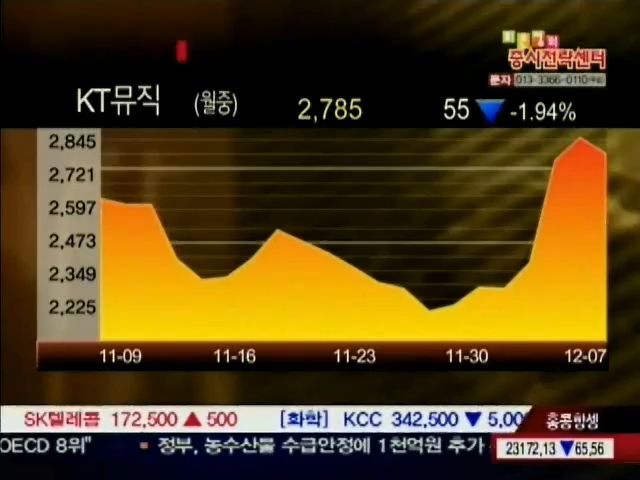 증시전략센터
문자 013-3366-0110
KT뮤직 (월중) 2,785 55 ▼ -1.94%
2,845
2,721
2,597
2,473
2,349
2,225
11-09 11-16 11-23 11-30 12-07
SK텔레콤 172,500 ▲ 500 [화학] KCC 342,500 ▼ 5,00
홍콩항셍
OECD 8위" ▪ 정부, 농수산물 수급안정에 1천억원 추가
23172,13 ▼65,56